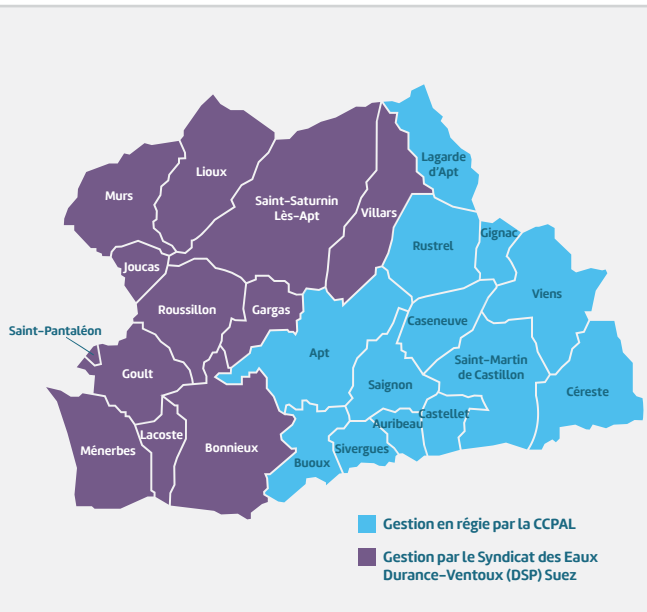 Lagarde
d'Apt
Lioux
Murs
Saint-Saturnin
Lès-Apt
Villars
Gignac
Rustrel
Joucas
Viens
Roussillon
Gargas
Caseneuve
Saint-Pantaléon
Apt
Saint-Martin
de Castillon
Goult
Saignon
Céreste
Castellet
Auribeau
Lacoste
Ménerbes
Bonnieux
Sivergues
Buoux
Gestion en régie par la CCPAL
Gestion par le Syndicat des Eaux
Durance-Ventoux (DSP) Suez